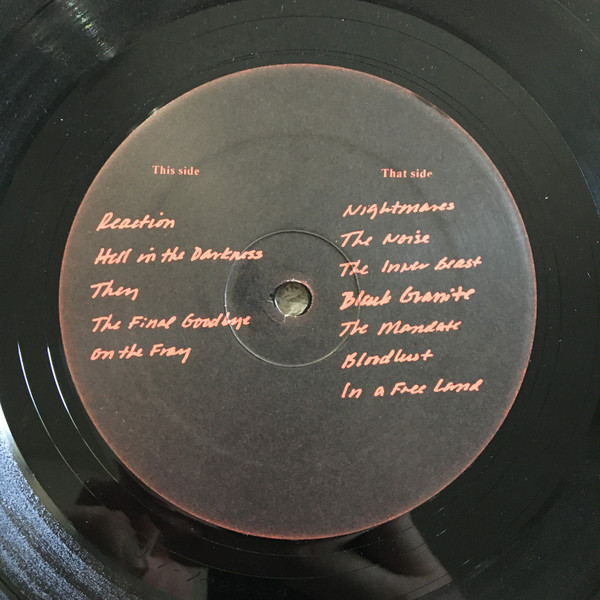 This side
Reaction
Hell in the Darkness
They
The Final Goodbye
On the Fray
That side
Nightmares
The Noise
The Inner Beast
Black Granite
The Mandate
Bloodlust
In a Free Land